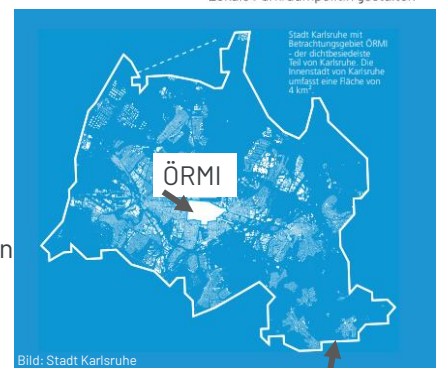 Stadt Karlsruhe mit
Betrachtungsgebiet ÖRMI
- der dichtbesiedelste
Teil von Karlsruhe. Die
Innenstadt von Karlsruhe
umfasst eine Fläche von
4 km².
ÖRMI
n
Bild: Stadt Karlsruhe